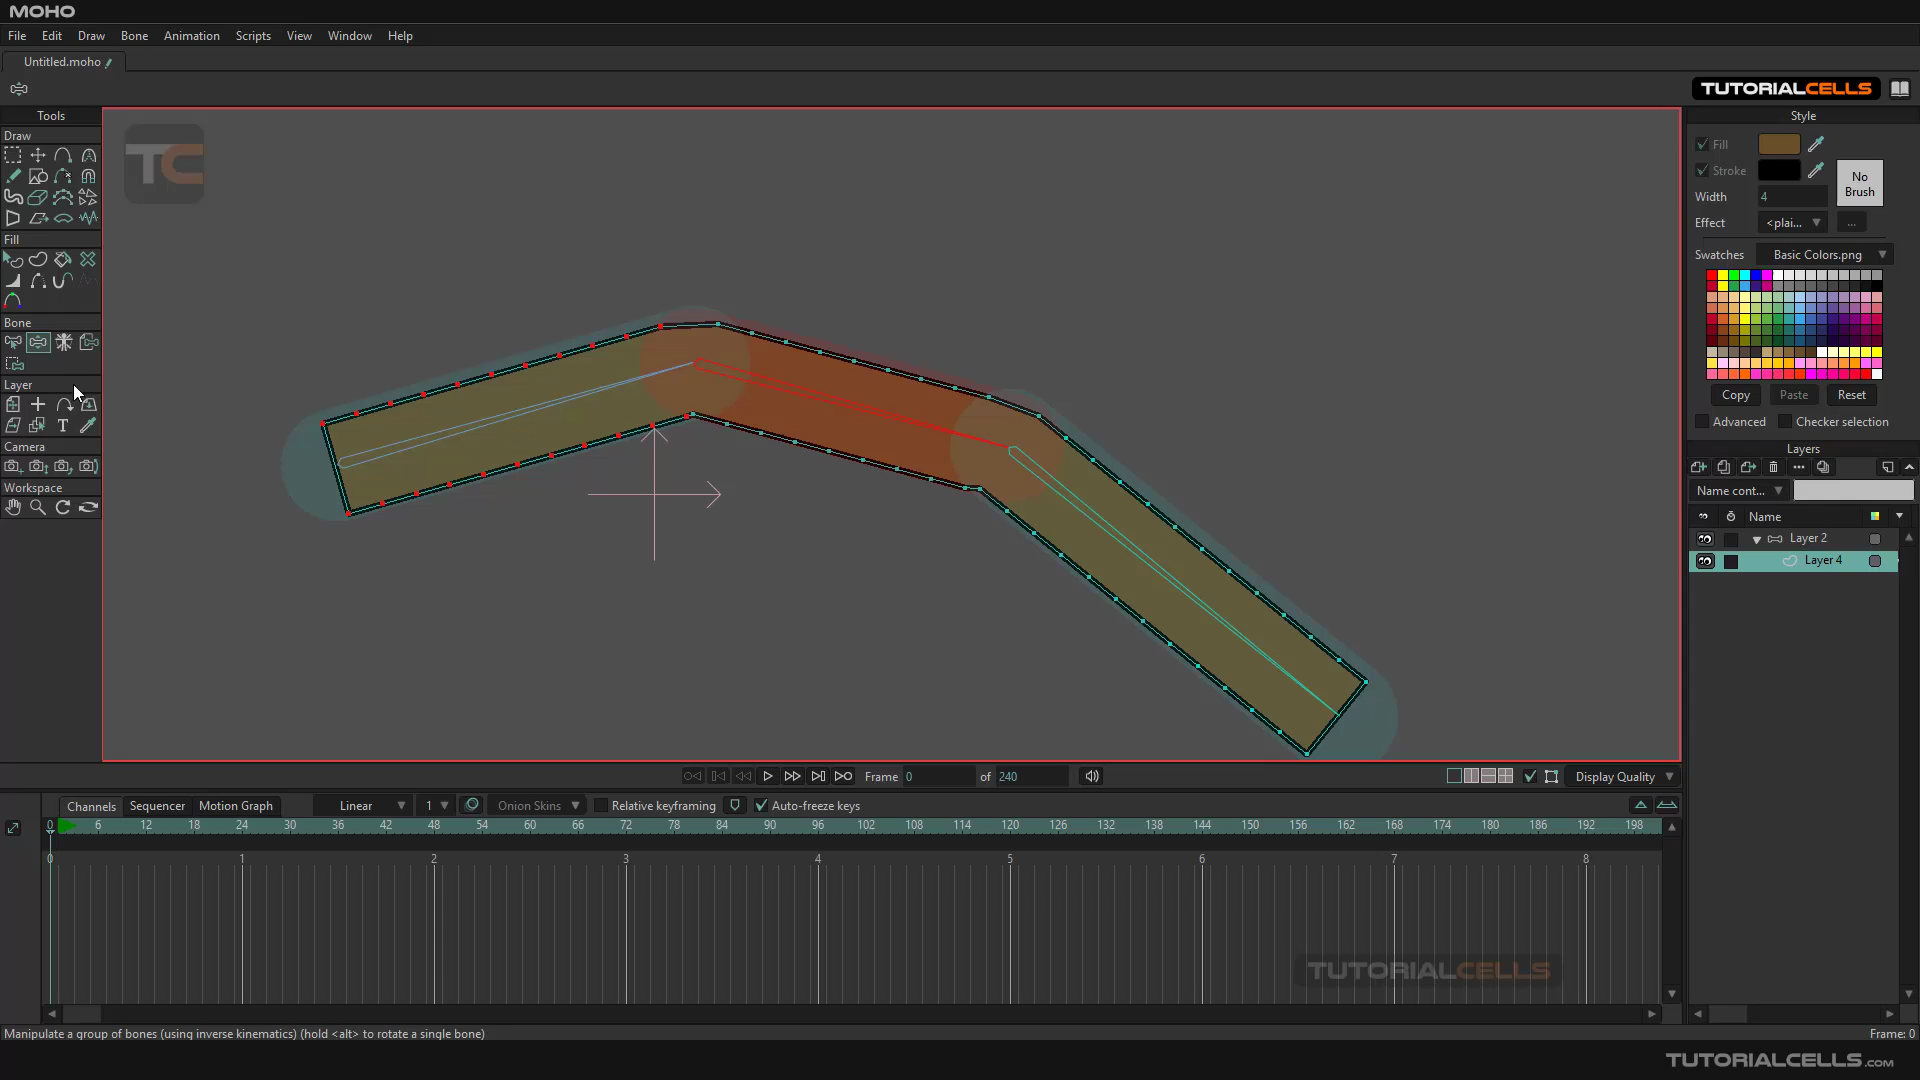 MOHO
File Edit Draw Bone Animation Scripts View Window Help
Untitled.moho
TUTORIALCELLS
Tools
Draw
Fill
Bone
Layer
Camera
Workspace
TC
Style
Fill
Stroke
No Brush
Width 4
Effect <plai... ...
Swatches Basic Colors.png
Copy Paste Reset
Advanced Checker selection
Layers
Name cont...
Name
Layer 2
Layer 4
Frame 0 of 240 Display Quality
Channels Sequencer Motion Graph Linear 1 Onion Skins Relative keyframing Auto-freeze keys
0 6 12 18 24 30 36 42 48 54 60 66 72 78 84 90 96 102 108 114 120 126 132 138 144 150 156 162 168 174 180 186 192 198
0 1 2 3 4 5 6 7 8
TUTORIALCELLS
Manipulate a group of bones (using inverse kinematics) (hold <alt> to rotate a single bone) Frame: 0
TUTORIALCELLS.COM